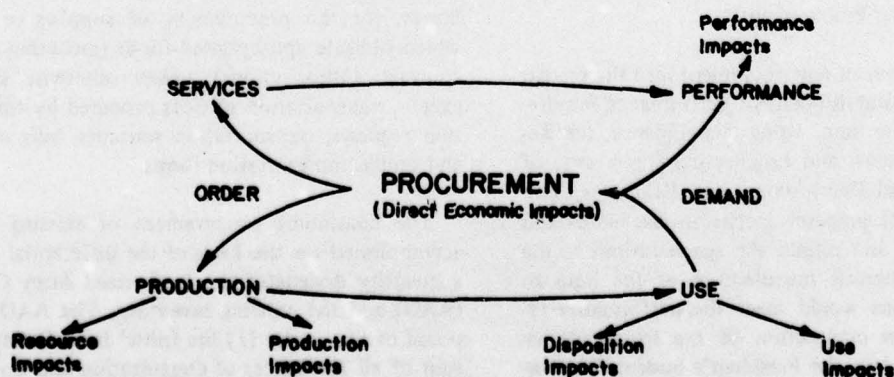 Performance
Impacts
SERVICES
PERFORMANCE
ORDER
PROCUREMENT
(Direct Economic Impacts)
DEMAND
PRODUCTION
USE
Resource
Impacts
Production
Impacts
Disposition
Impacts
Use
Impacts